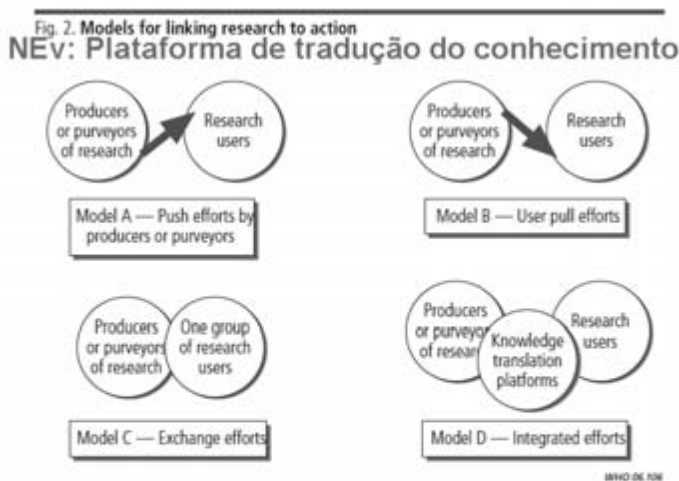 Fig. 2. Models for linking research to action
NEv: Plataforma de tradução do conhecimento
Producers
or purveyors
of research
Research
users
Model A — Push efforts by
producers or purveyors
Producers
or purveyors
of research
Research
users
Model B — User pull efforts
Producers
or purveyors
of research
One group
of research
users
Model C — Exchange efforts
Producers
or purveyo
of resear
Knowledge
translation
platforms
Research
users
Model D — Integrated efforts
WHO 06.106